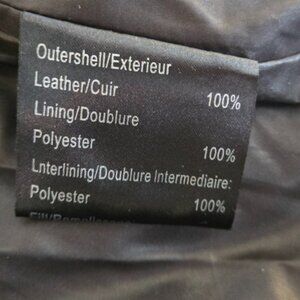 Outershell/Exterieur
Leather/Cuir 100%
Lining/Doublure
Polyester 100%
Lnterlining/Doublure Intermediaire:
Polyester 100%